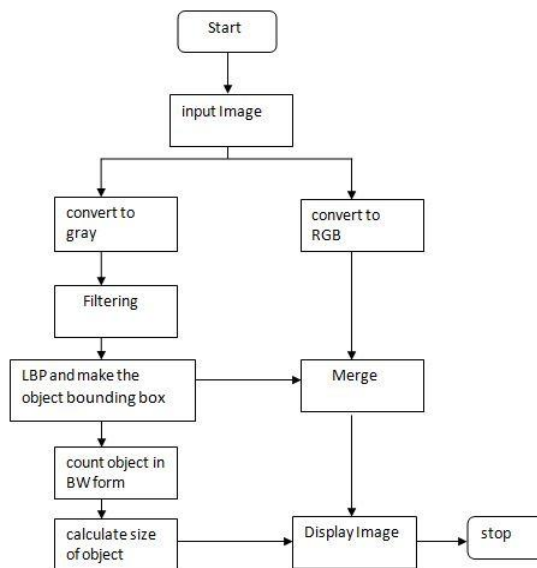 Start
input Image
convert to
gray
convert to
RGB
Filtering
LBP and make the
object bounding box
Merge
count object in
BW form
calculate size
of object
Display Image
stop